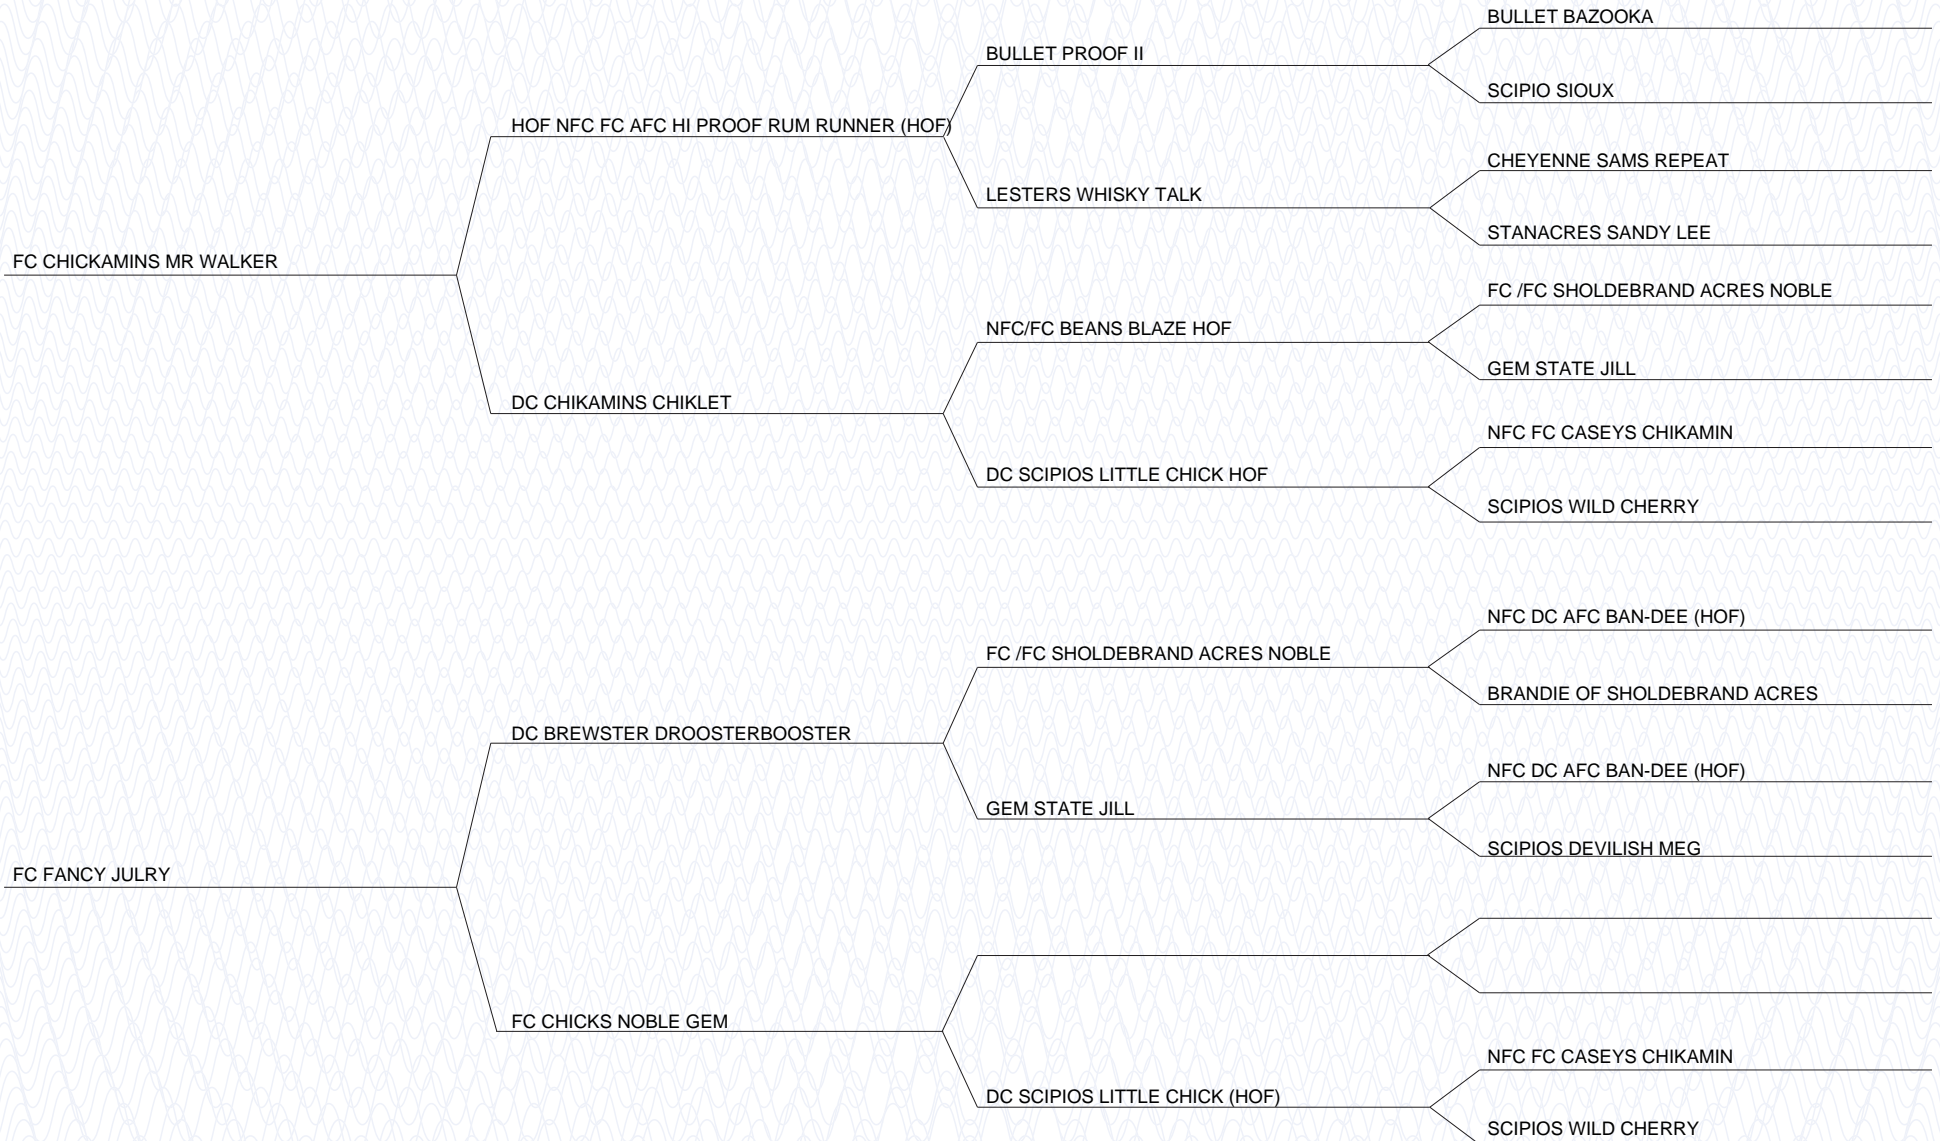 BULLET BAZOOKA
BULLET PROOF II
SCIPIO SIOUX
HOF NFC FC AFC HI PROOF RUM RUNNER (HOF)
CHEYENNE SAMS REPEAT
LESTERS WHISKY TALK
STANACRES SANDY LEE
FC CHICKAMINS MR WALKER
FC /FC SHOLDEBRAND ACRES NOBLE
NFC/FC BEANS BLAZE HOF
GEM STATE JILL
DC CHIKAMINS CHIKLET
NFC FC CASEYS CHIKAMIN
DC SCIPIOS LITTLE CHICK HOF
SCIPIOS WILD CHERRY
NFC DC AFC BAN-DEE (HOF)
FC /FC SHOLDEBRAND ACRES NOBLE
BRANDIE OF SHOLDEBRAND ACRES
DC BREWSTER DROOSTERBOOSTER
NFC DC AFC BAN-DEE (HOF)
GEM STATE JILL
SCIPIOS DEVILISH MEG
FC FANCY JULRY
FC CHICKS NOBLE GEM
NFC FC CASEYS CHIKAMIN
DC SCIPIOS LITTLE CHICK (HOF)
SCIPIOS WILD CHERRY